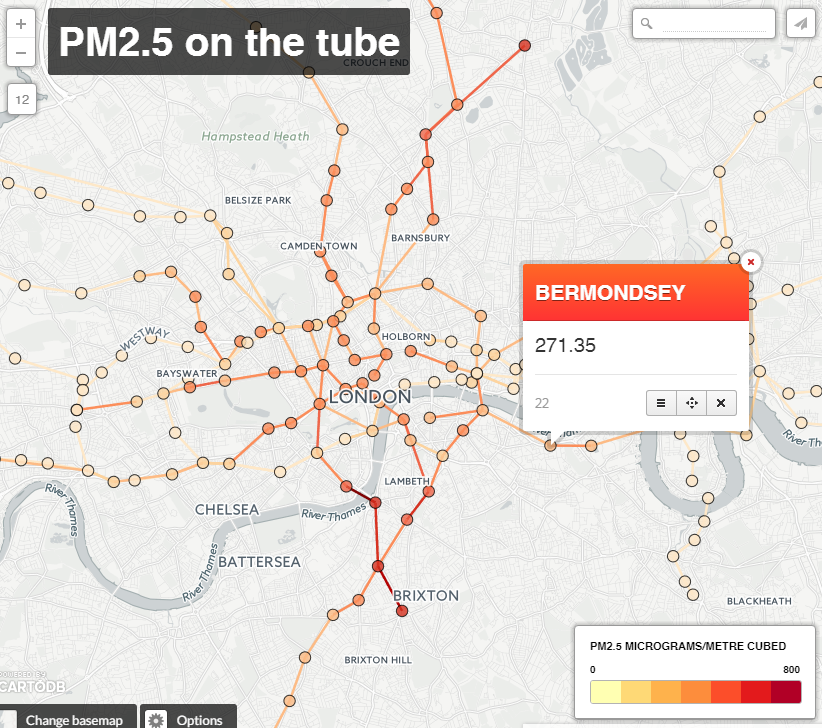 +
PM2.5 on the tube
−
CROUCH END
12
Hampstead Heath
BELSIZE PARK
CAMDEN TOWN
BARNSBURY
BERMONDSEY
271.35
22
WESTWAY
HOLBORN
BAYSWATER
LONDON
LAMBETH
CHELSEA
River Thames
River Thames
River Thames
BATTERSEA
BRIXTON
BLACKHEATH
BRIXTON HILL
PM2.5 MICROGRAMS/METRE CUBED
0 800
POWERED BY
CARTODB
Change basemap
Options